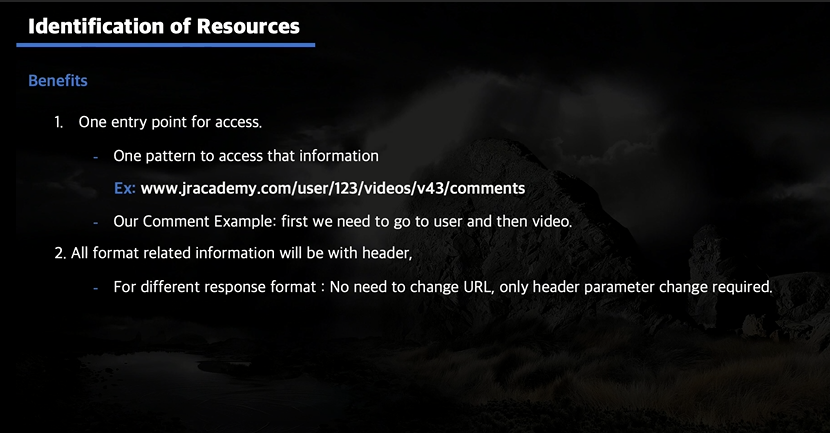 Identification of Resources
Benefits
1. One entry point for access.
- One pattern to access that information
Ex: www.jracademy.com/user/123/videos/v43/comments
- Our Comment Example: first we need to go to user and then video.
2. All format related information will be with header,
- For different response format : No need to change URL, only header parameter change required.